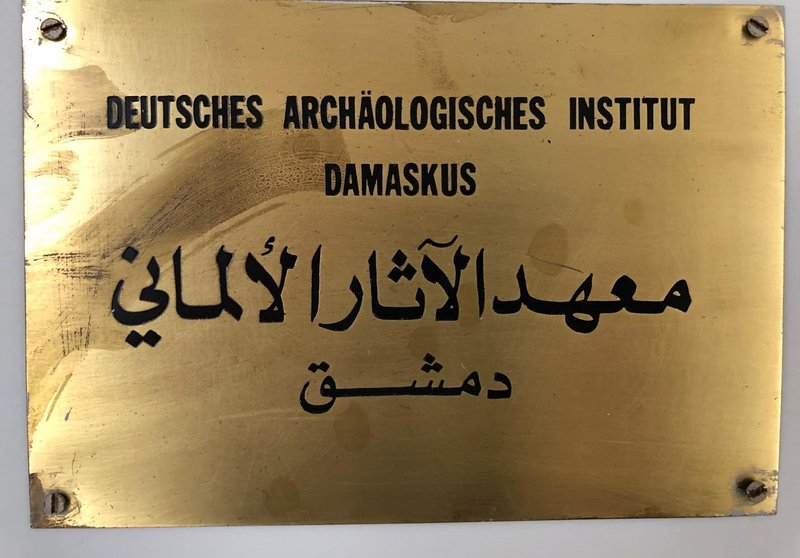 DEUTSCHES ARCHÄOLOGISCHES INSTITUT
DAMASKUS
معهد الآثار الألماني
دمشق